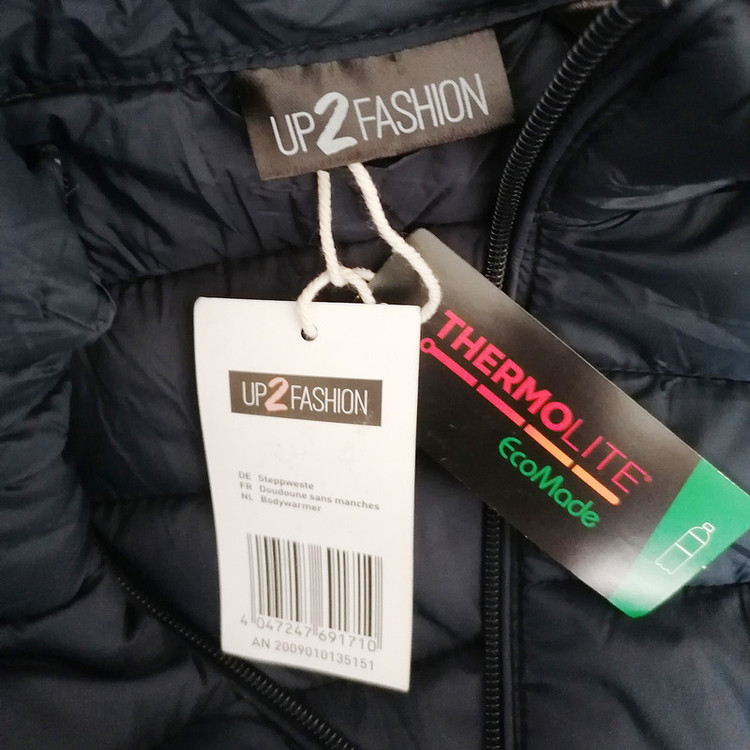 UP2FASHION
UP2FASHION
DE Steppweste
FR Doudoune sans manches
NL Bodywarmer
4 047247 691710
AN 2009010135151
THERMOLITE®
EcoMade